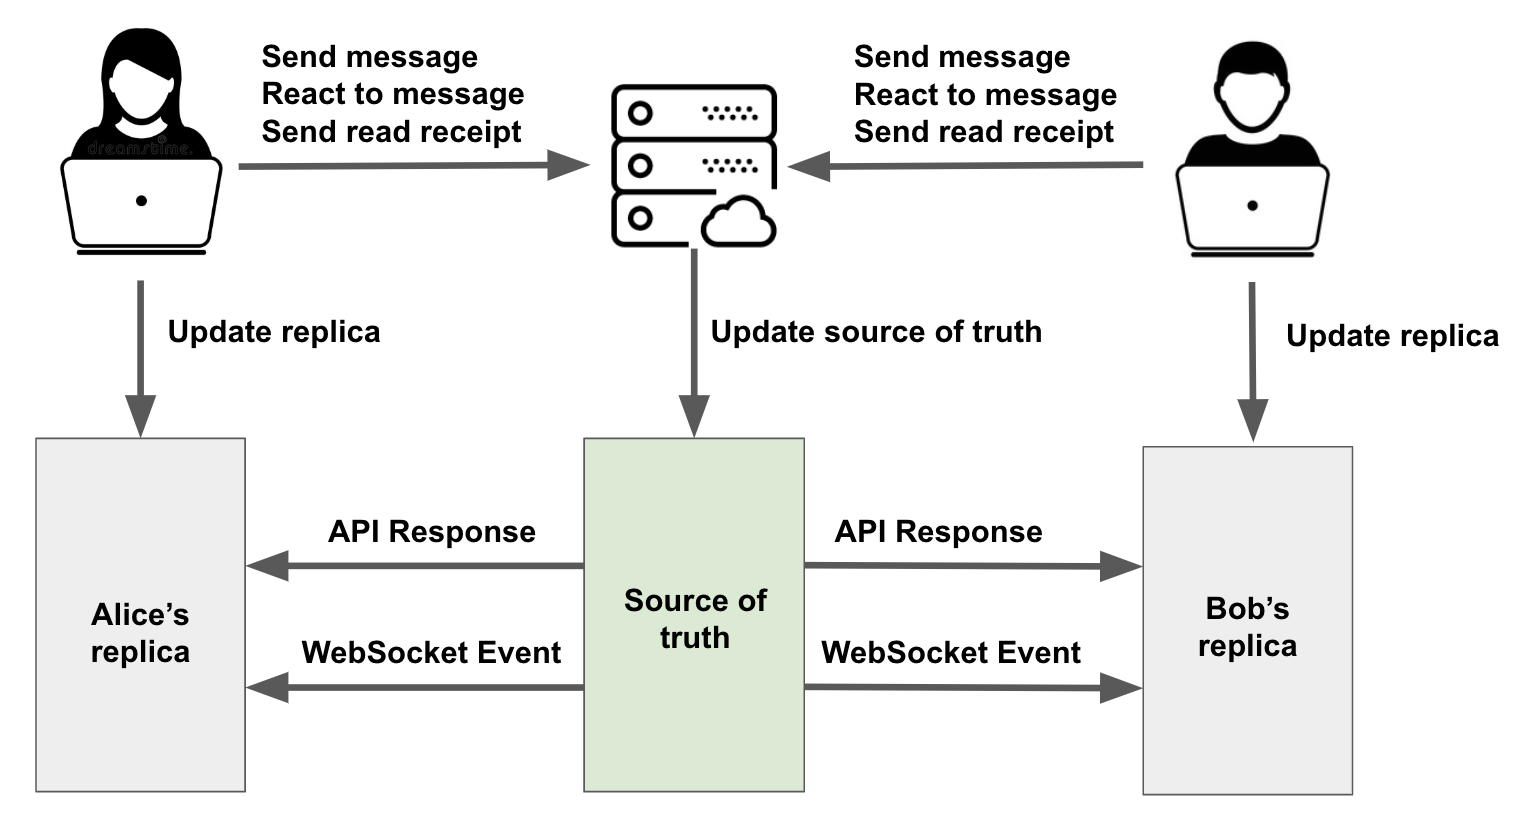 Send message
React to message
Send read receipt
Send message
React to message
Send read receipt
dreamstime.
Update replica
Update source of truth
Update replica
API Response
API Response
Alice’s
replica
Source of
truth
Bob’s
replica
WebSocket Event
WebSocket Event